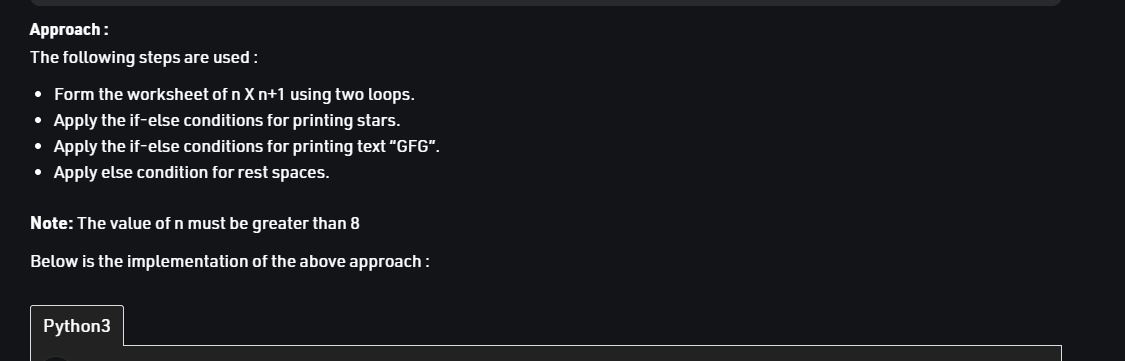 Approach :
The following steps are used :
• Form the worksheet of n X n+1 using two loops.
• Apply the if-else conditions for printing stars.
• Apply the if-else conditions for printing text “GFG”.
• Apply else condition for rest spaces.
Note: The value of n must be greater than 8
Below is the implementation of the above approach :
Python3